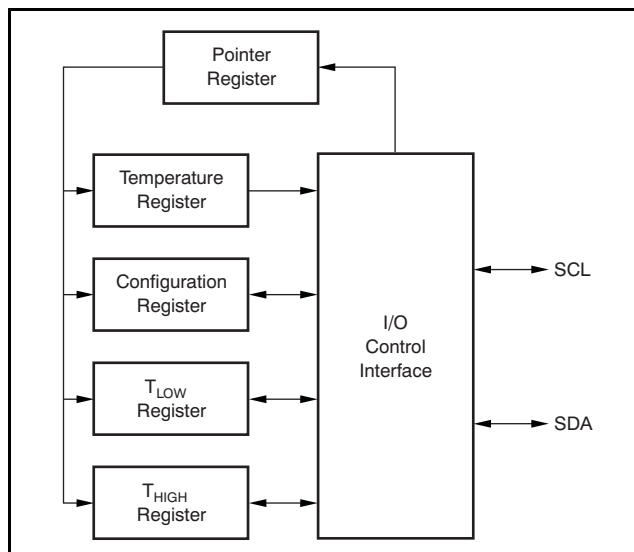 Pointer
Register
Temperature
Register
Configuration
Register
T_LOW
Register
T_HIGH
Register
I/O
Control
Interface
SCL
SDA